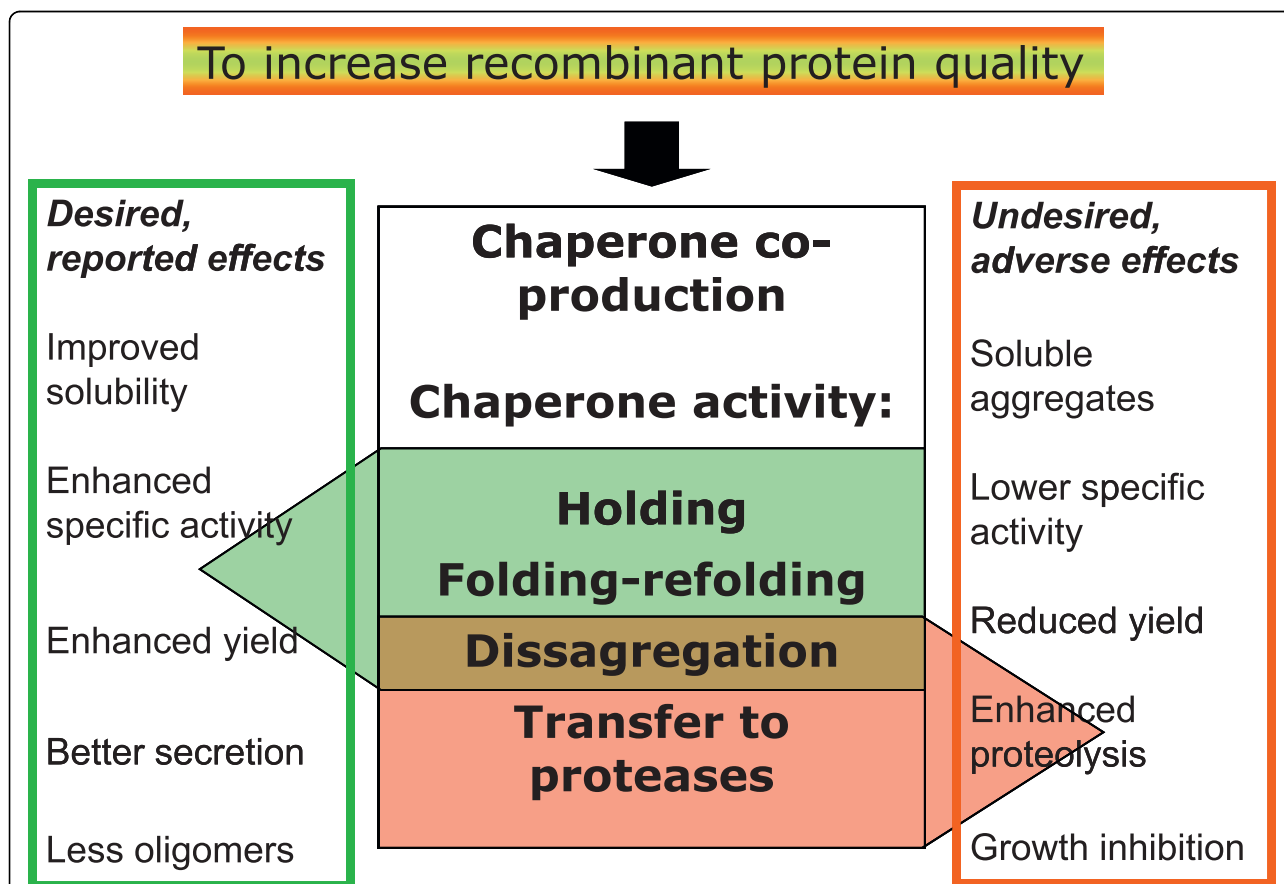 To increase recombinant protein quality
Desired,
reported effects
Improved
solubility
Enhanced
specific activity
Enhanced yield
Better secretion
Less oligomers
Chaperone co-
production
Chaperone activity:
Holding
Folding-refolding
Dissagregation
Transfer to
proteases
Undesired,
adverse effects
Soluble
aggregates
Lower specific
activity
Reduced yield
Enhanced
proteolysis
Growth inhibition